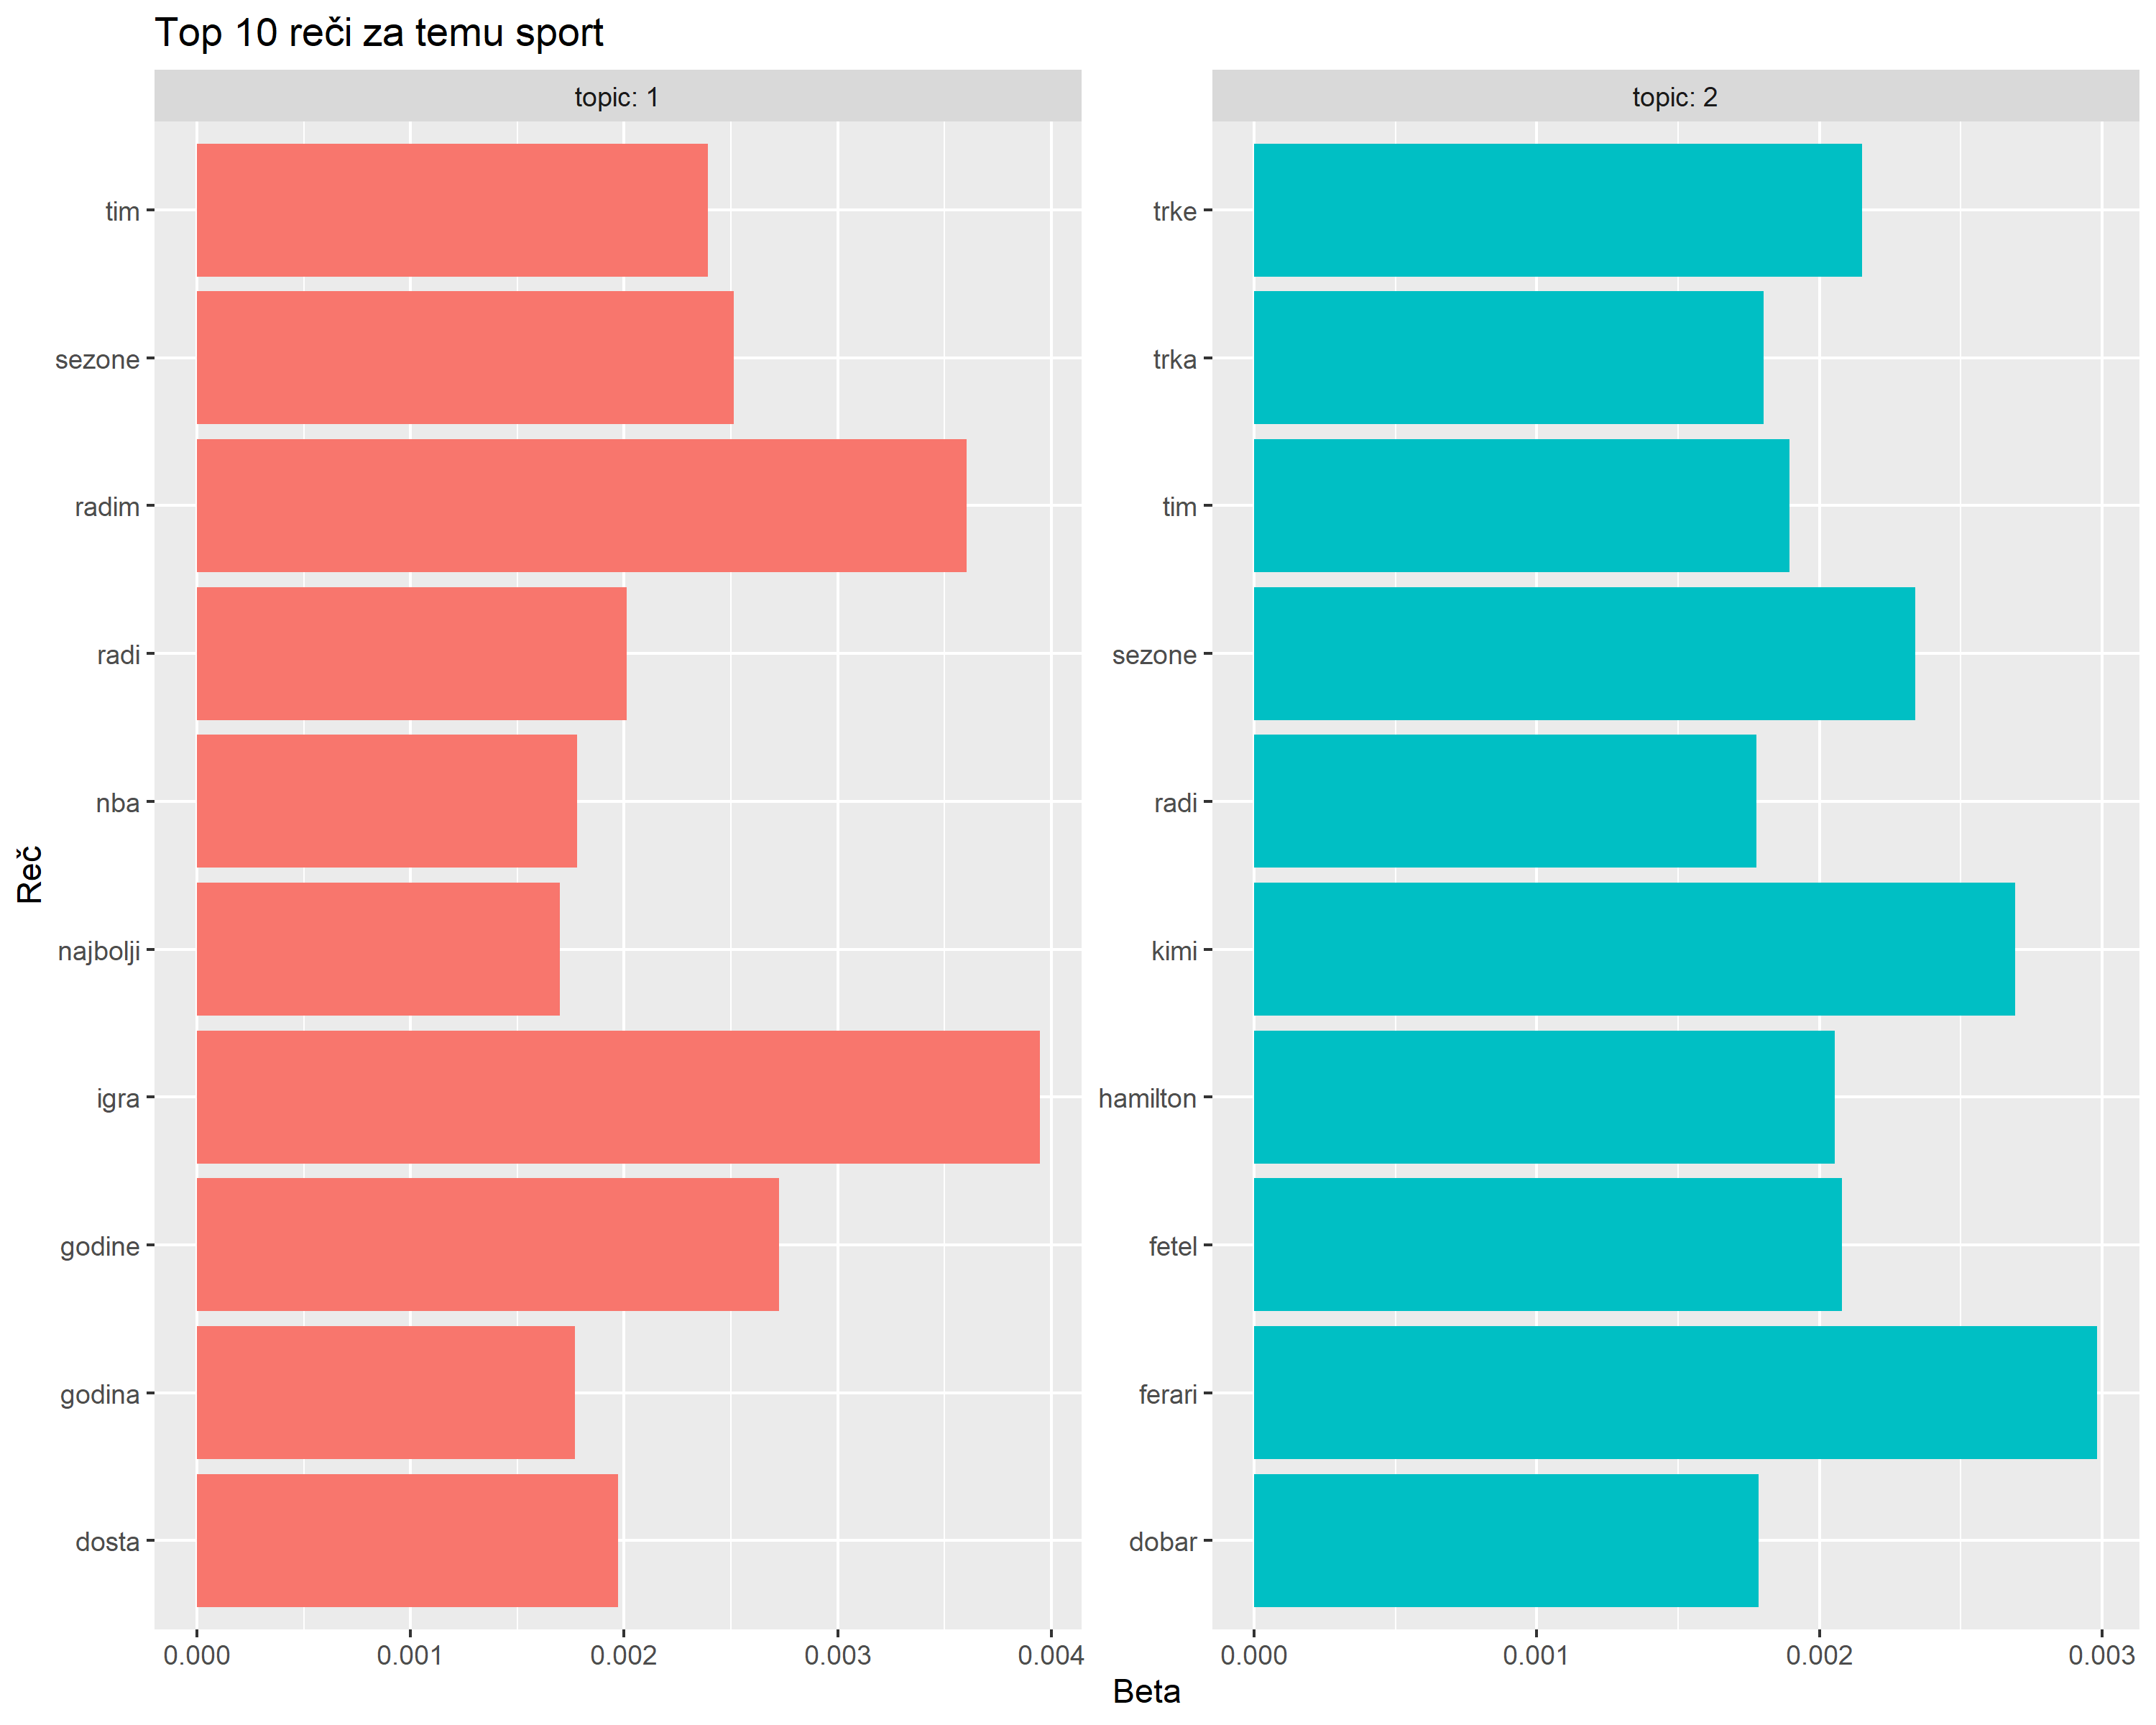 Top 10 reči za temu sport
topic: 1
tim
sezone
radim
radi
nba
najbolji
igra
godine
godina
dosta
0.000 0.001 0.002 0.003 0.004
topic: 2
trke
trka
tim
sezone
radi
kimi
hamilton
fetel
ferari
dobar
0.000 0.001 0.002 0.003
Reč
Beta